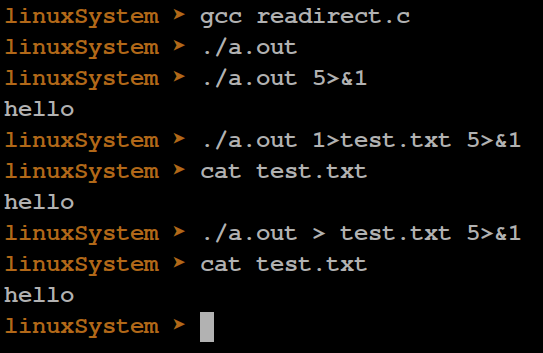 linuxSystem ➤ gcc readirect.c
linuxSystem ➤ ./a.out
linuxSystem ➤ ./a.out 5>&1
hello
linuxSystem ➤ ./a.out 1>test.txt 5>&1
linuxSystem ➤ cat test.txt
hello
linuxSystem ➤ ./a.out > test.txt 5>&1
linuxSystem ➤ cat test.txt
hello
linuxSystem ➤